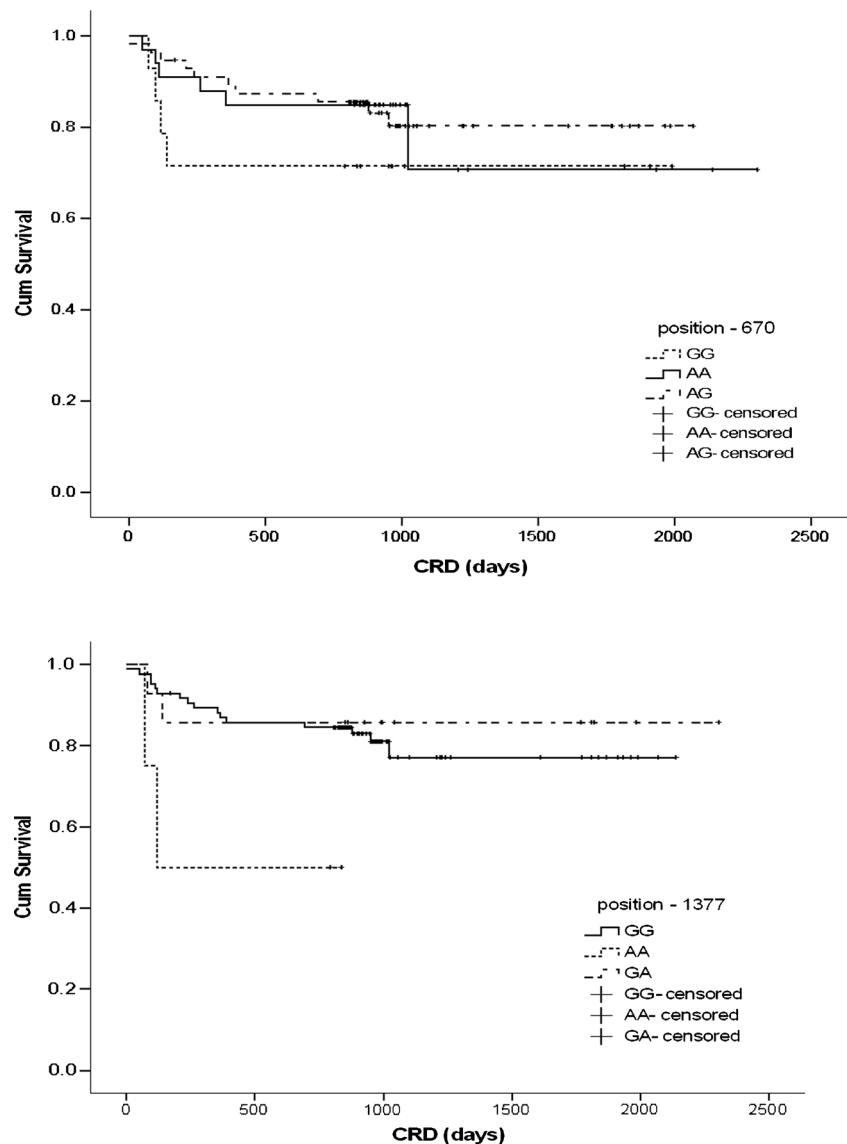 1.0
0.8
0.6
0.4
0.2
0.0
Cum Survival
position - 670
GG
AA
AG
GG- censored
AA- censored
AG- censored
0 500 1000 1500 2000 2500
CRD (days)
1.0
0.8
0.6
0.4
0.2
0.0
Cum Survival
position - 1377
GG
AA
GA
GG- censored
AA- censored
GA- censored
0 500 1000 1500 2000 2500
CRD (days)